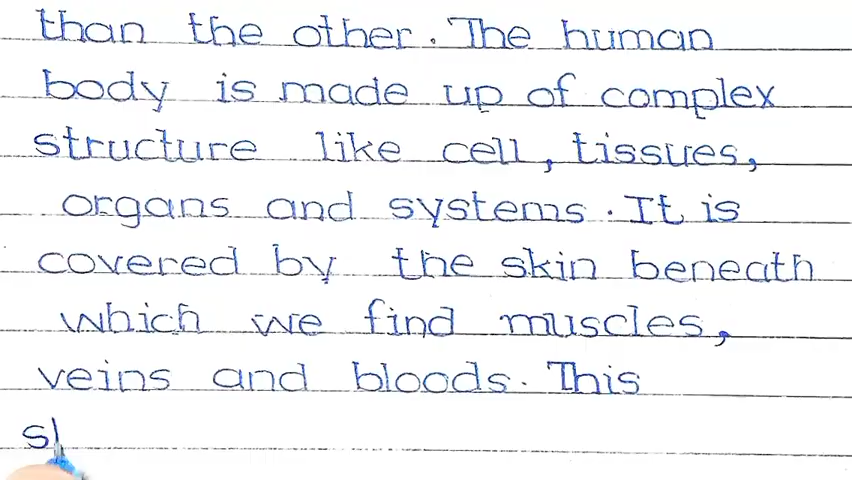 than the other. The human
body is made up of complex
structure like cell, tissues,
organs and systems. It is
covered by the skin beneath
which we find muscles,
veins and bloods. This